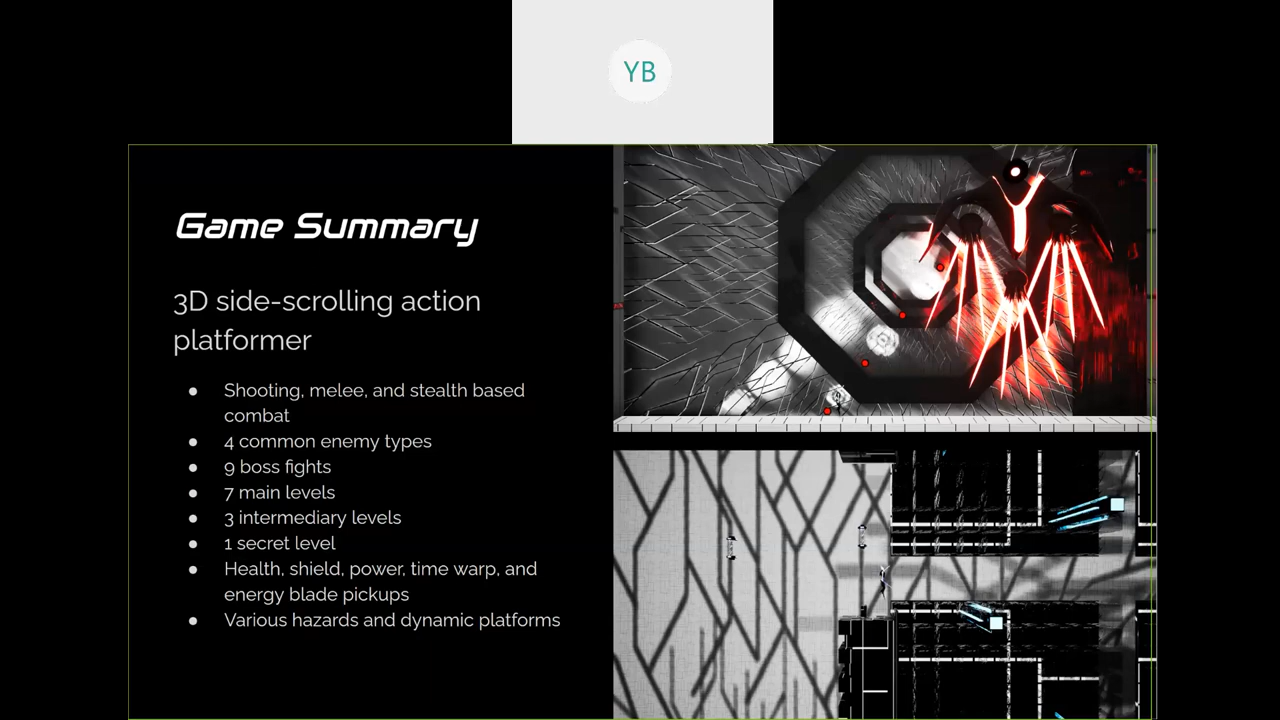 YB
Game Summary
3D side-scrolling action
platformer
● Shooting, melee, and stealth based
combat
● 4 common enemy types
● 9 boss fights
● 7 main levels
● 3 intermediary levels
● 1 secret level
● Health, shield, power, time warp, and
energy blade pickups
● Various hazards and dynamic platforms